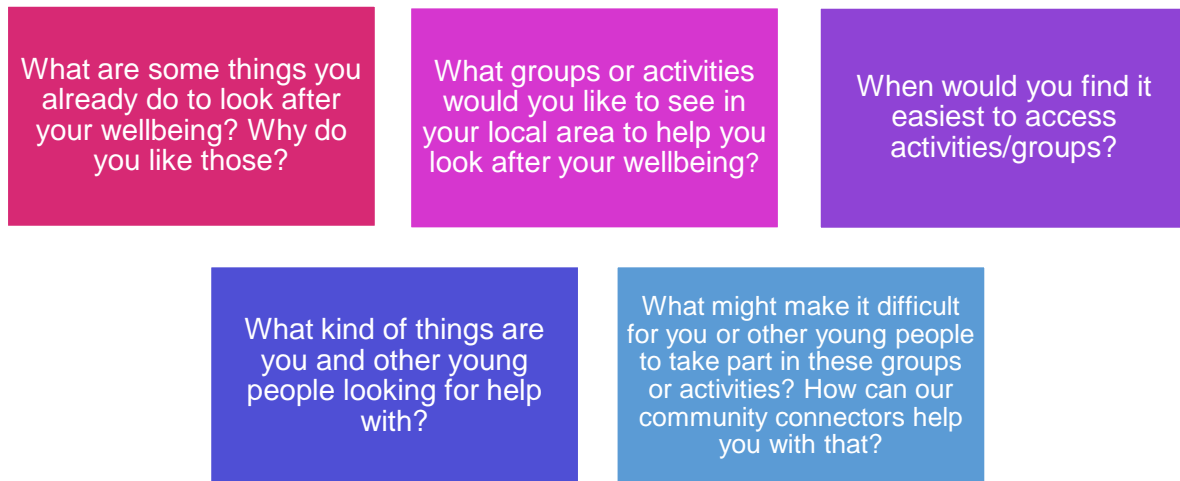 What are some things you
already do to look after
your wellbeing? Why do
you like those?
What groups or activities
would you like to see in
your local area to help you
look after your wellbeing?
When would you find it
easiest to access
activities/groups?
What kind of things are
you and other young
people looking for help
with?
What might make it difficult
for you or other young people
to take part in these groups
or activities? How can our
community connectors help
you with that?